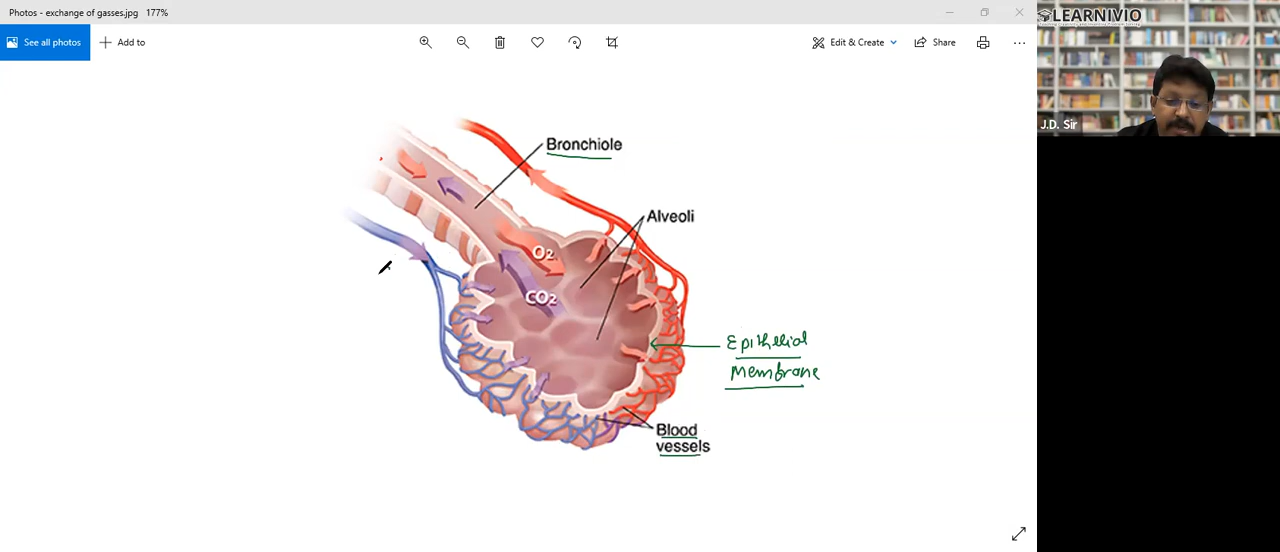 Photos - exchange of gasses.jpg 177%
See all photos
Add to
Edit & Create
Share
LEARNIVIO
J.D. Sir
Bronchiole
Alveoli
O2
CO2
Epithelial
Membrane
Blood
vessels